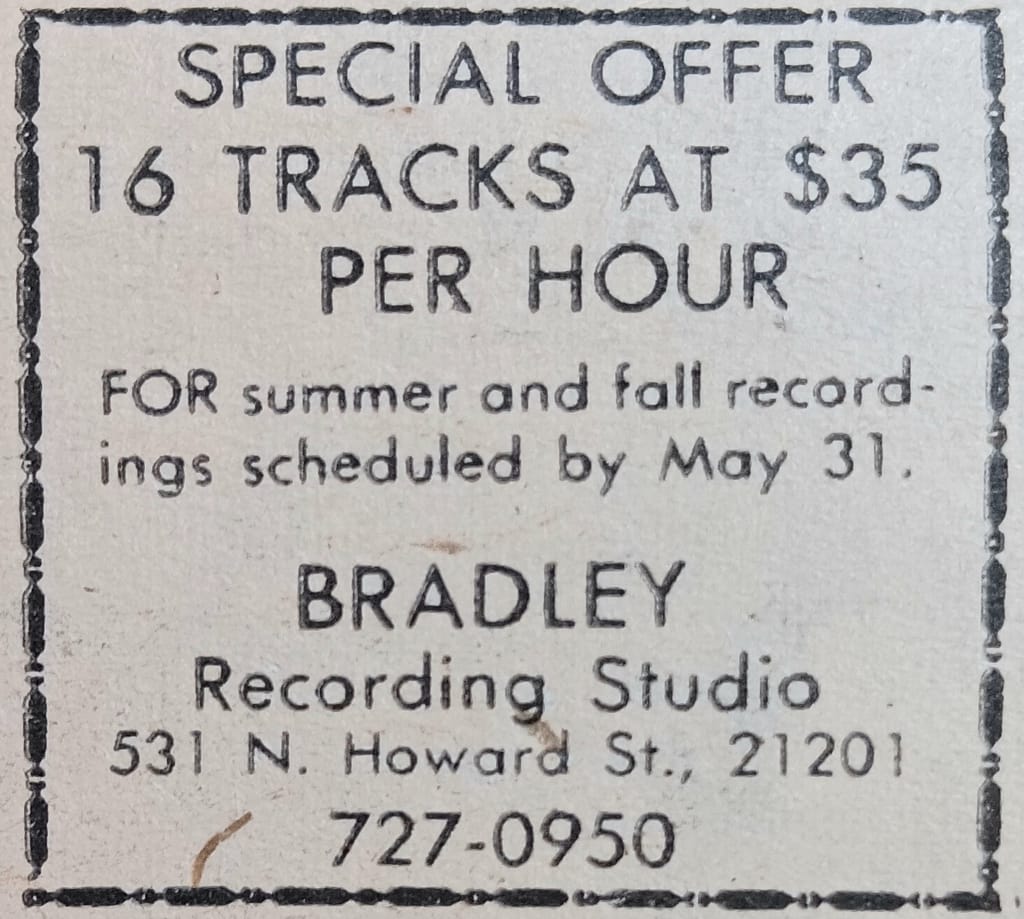 SPECIAL OFFER
16 TRACKS AT $35
PER HOUR
FOR summer and fall record-
ings scheduled by May 31.
BRADLEY
Recording Studio
531 N. Howard St., 21201
727-0950